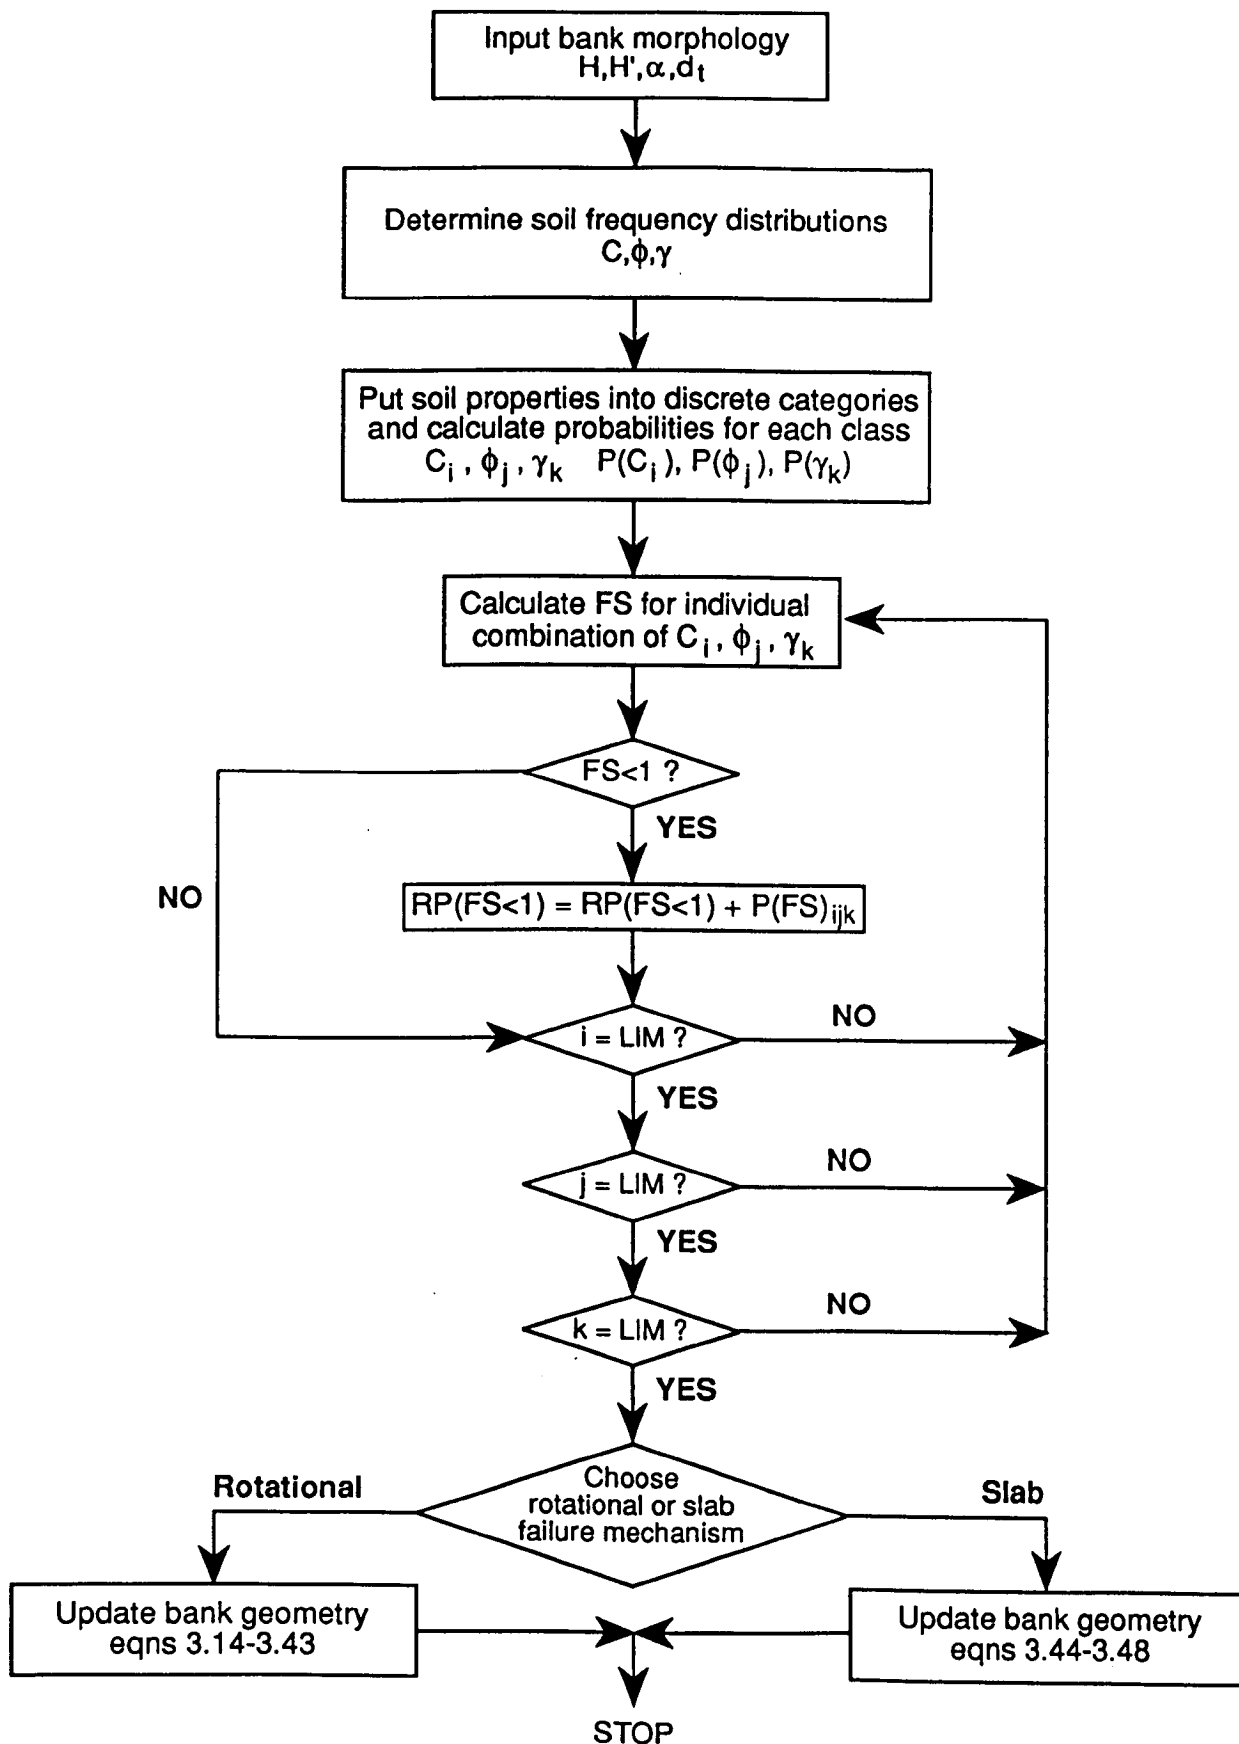 Input bank morphology
H,H',α,dt
Determine soil frequency distributions
C,ϕ,γ
Put soil properties into discrete categories
and calculate probabilities for each class
Ci , ϕj , γk P(Ci ), P(ϕj ), P(γk )
Calculate FS for individual
combination of Ci , ϕj , γk
FS<1 ?
YES
NO
RP(FS<1) = RP(FS<1) + P(FS)ijk
i = LIM ?
NO
YES
j = LIM ?
NO
YES
k = LIM ?
NO
YES
Rotational
Choose
rotational or slab
failure mechanism
Slab
Update bank geometry
eqns 3.14-3.43
Update bank geometry
eqns 3.44-3.48
STOP